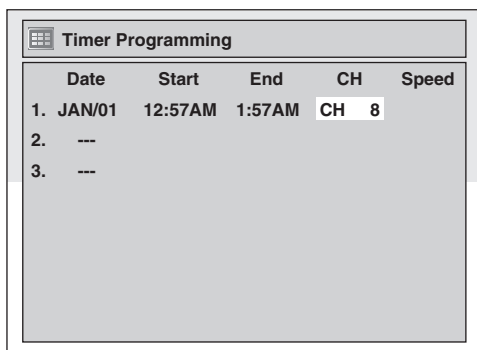 Timer Programming
Date Start End CH Speed
1. JAN/01 12:57AM 1:57AM CH 8
2. ---
3. ---